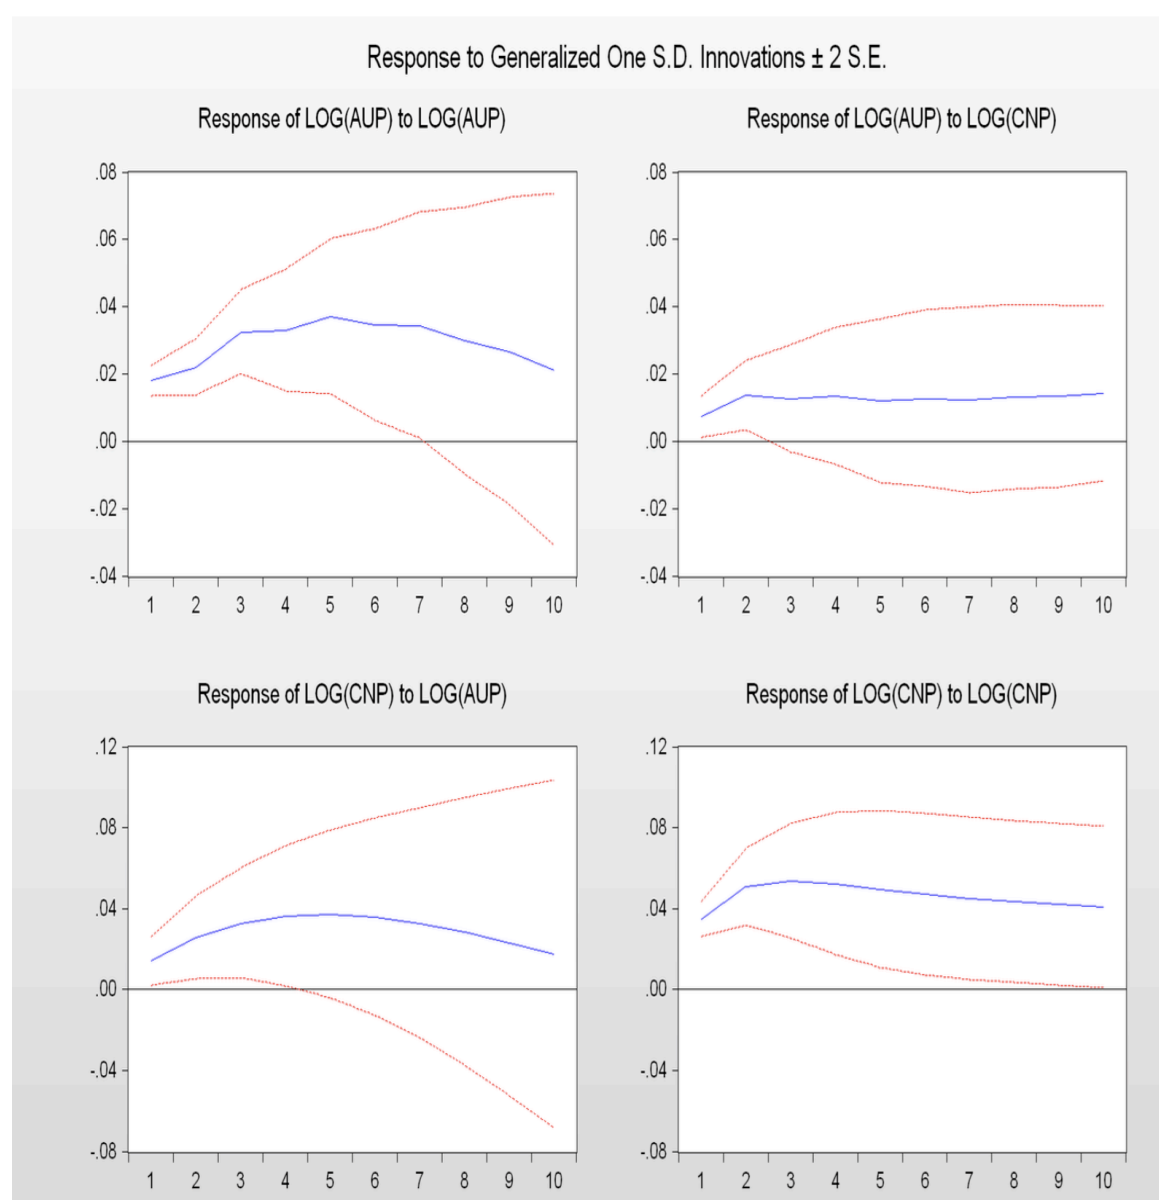 Response to Generalized One S.D. Innovations ± 2 S.E.
Response of LOG(AUP) to LOG(AUP)
.08
.06
.04
.02
.00
-.02
-.04
1 2 3 4 5 6 7 8 9 10
Response of LOG(AUP) to LOG(CNP)
.08
.06
.04
.02
.00
-.02
-.04
1 2 3 4 5 6 7 8 9 10
Response of LOG(CNP) to LOG(AUP)
.12
.08
.04
.00
-.04
-.08
1 2 3 4 5 6 7 8 9 10
Response of LOG(CNP) to LOG(CNP)
.12
.08
.04
.00
-.04
-.08
1 2 3 4 5 6 7 8 9 10